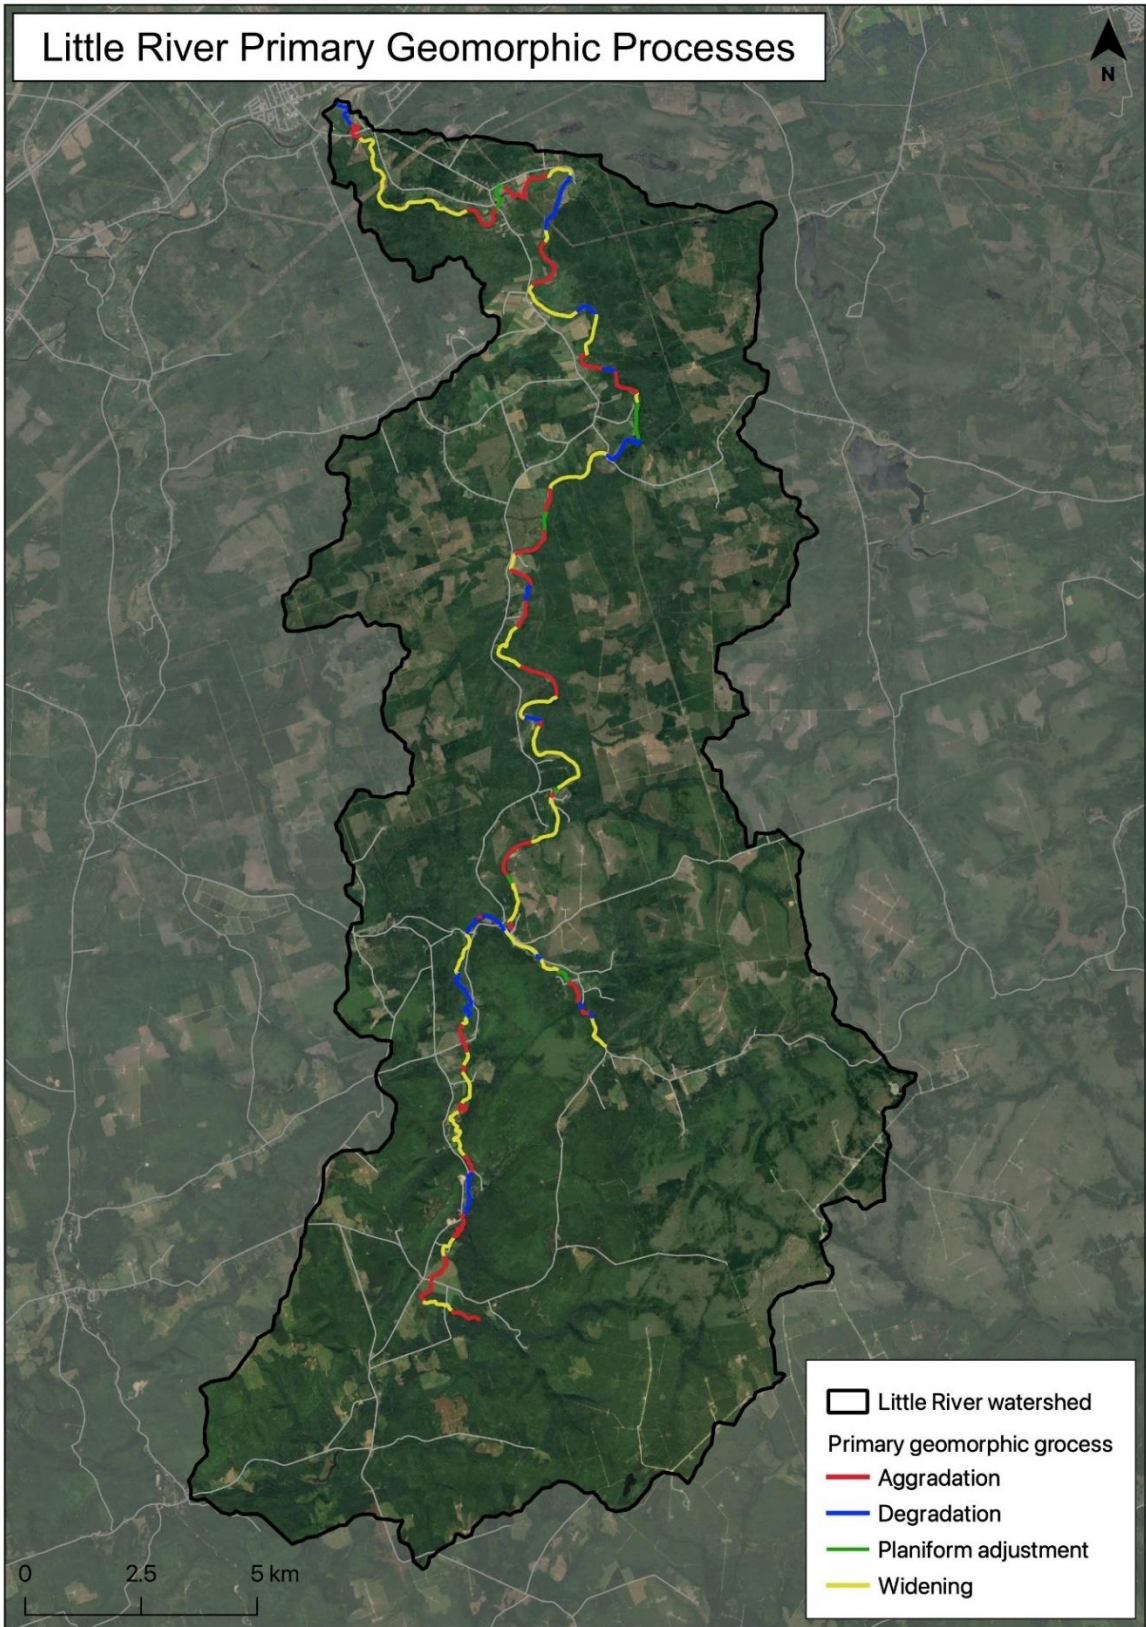 Little River Primary Geomorphic Processes
N
Little River watershed
Primary geomorphic grocess
Aggradation
Degradation
Planiform adjustment
Widening
0 2.5 5 km